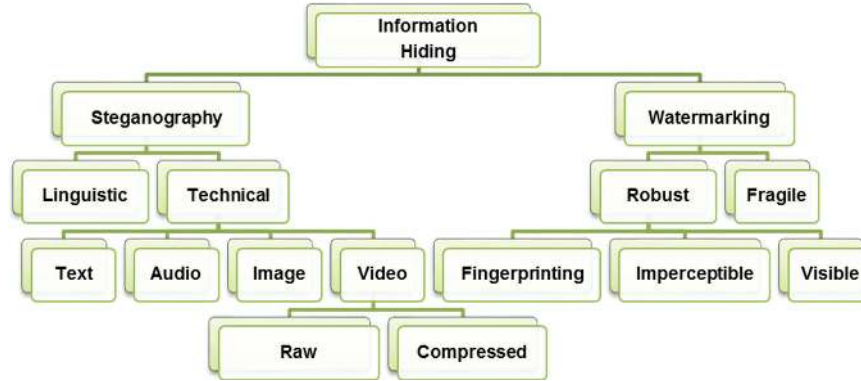 Information
Hiding
Steganography
Watermarking
Linguistic
Technical
Robust
Fragile
Text
Audio
Image
Video
Fingerprinting
Imperceptible
Visible
Raw
Compressed